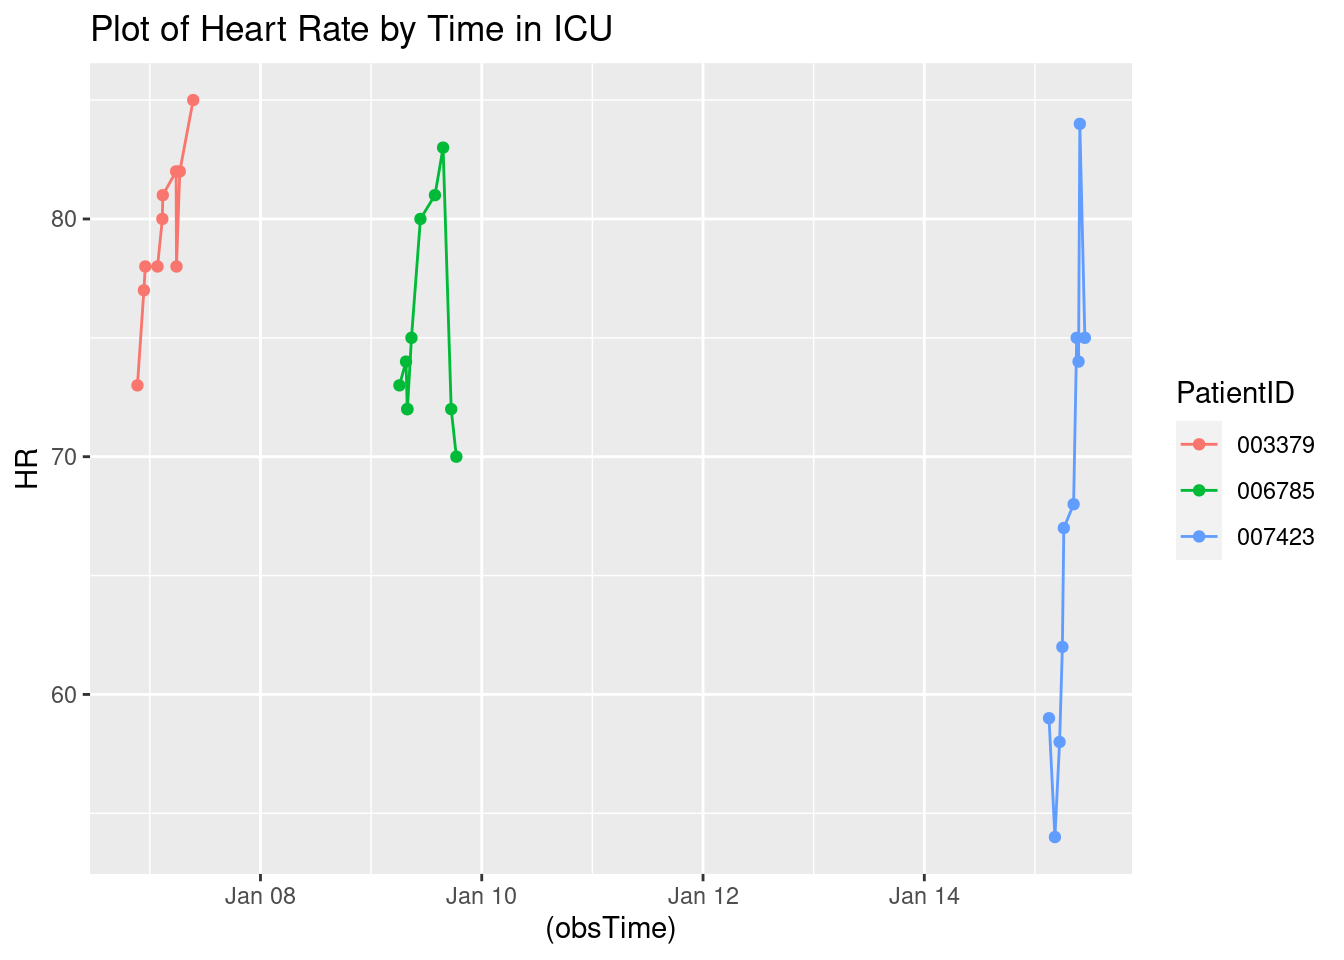 Plot of Heart Rate by Time in ICU
80
70
60
HR
Jan 08
Jan 10
Jan 12
Jan 14
(obsTime)
PatientID
003379
006785
007423